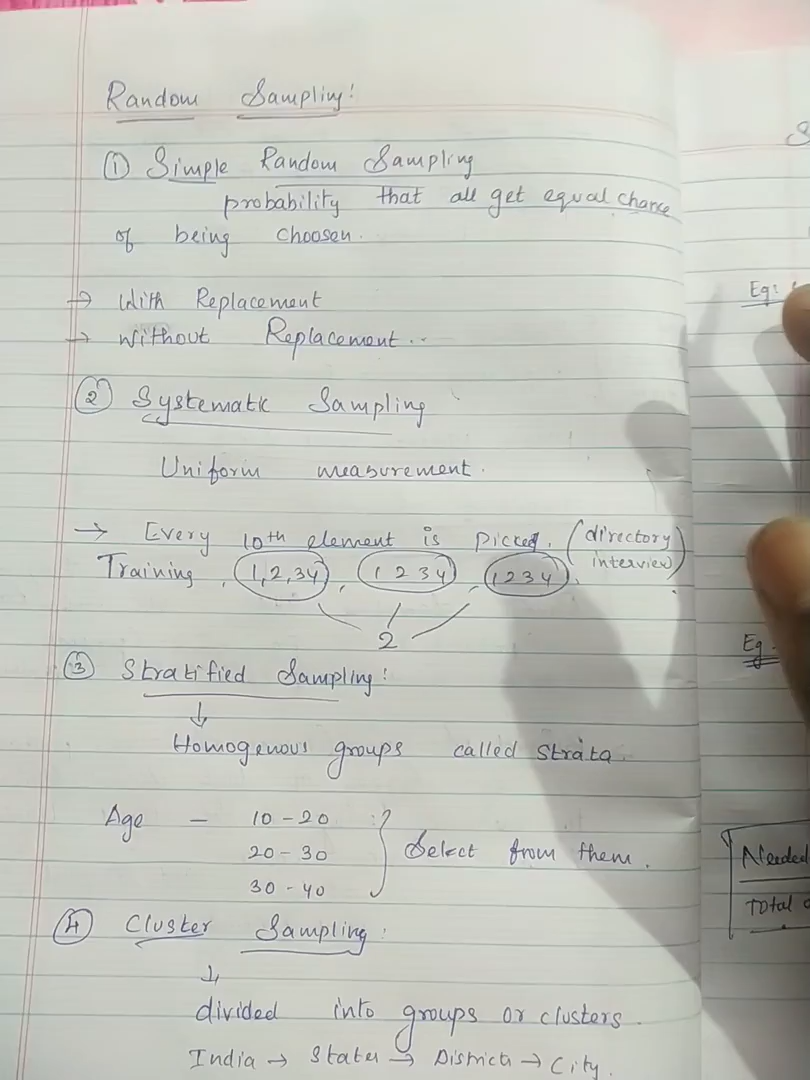 Random Sampling:
① Simple Random Sampling
probability that all get equal chance
of being choosen.
→ With Replacement
→ Without Replacement..
② Systematic Sampling
Uniform measurement.
→ Every 10th element is picked. (directory interview)
Training, 1,2,34, 1 2 3 4, 1 2 3 4.
2
③ Stratified Sampling:
↓
Homogenous groups called strata.
Age - 10-20
20-30 } Select from them.
30-40
④ Cluster Sampling:
↓
divided into groups or clusters.
India → States → Districts → City.
Eg:
Eg.
Needed
Total